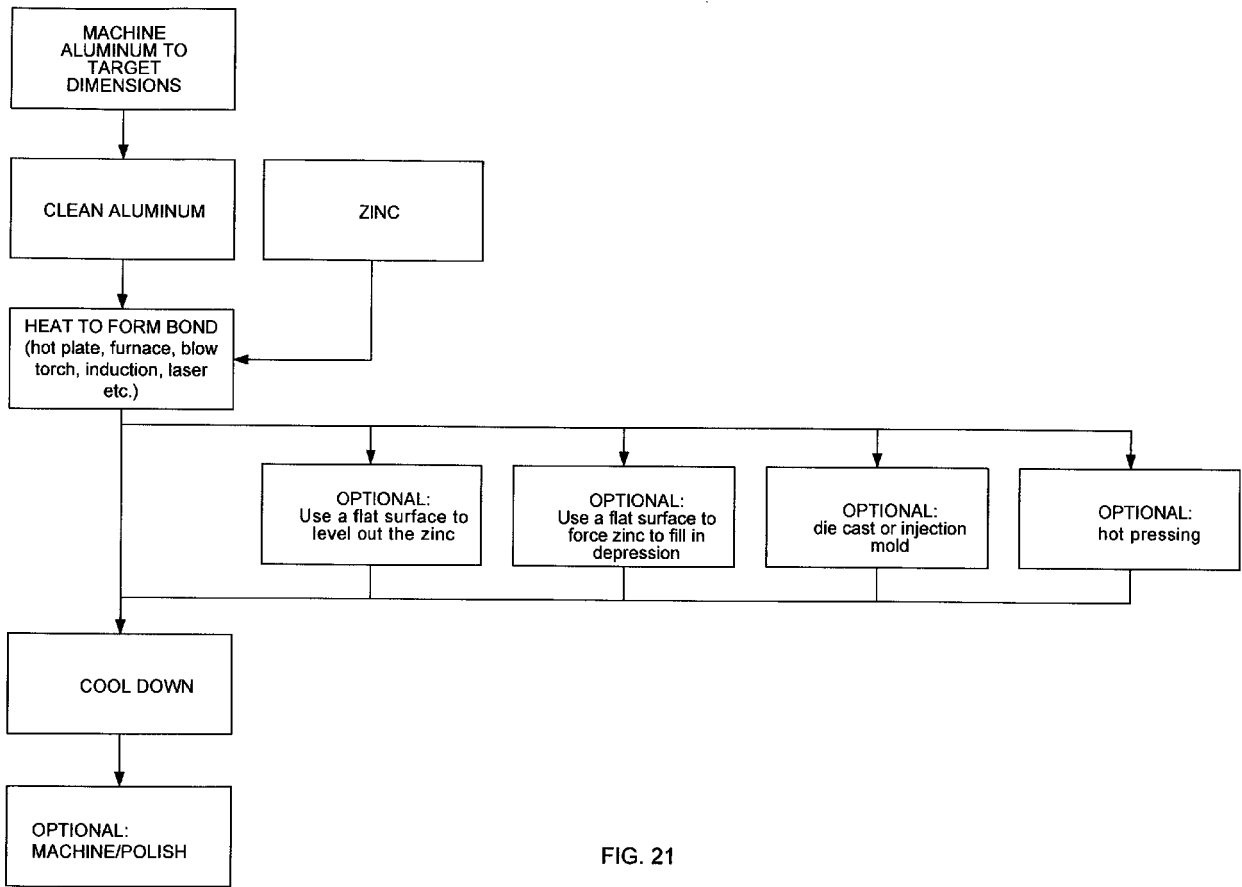 MACHINE
ALUMINUM TO
TARGET
DIMENSIONS
CLEAN ALUMINUM
ZINC
HEAT TO FORM BOND
(hot plate, furnace, blow
torch, induction, laser
etc.)
OPTIONAL:
Use a flat surface to
level out the zinc
OPTIONAL:
Use a flat surface to
force zinc to fill in
depression
OPTIONAL:
die cast or injection
mold
OPTIONAL:
hot pressing
COOL DOWN
OPTIONAL:
MACHINE/POLISH
FIG. 21